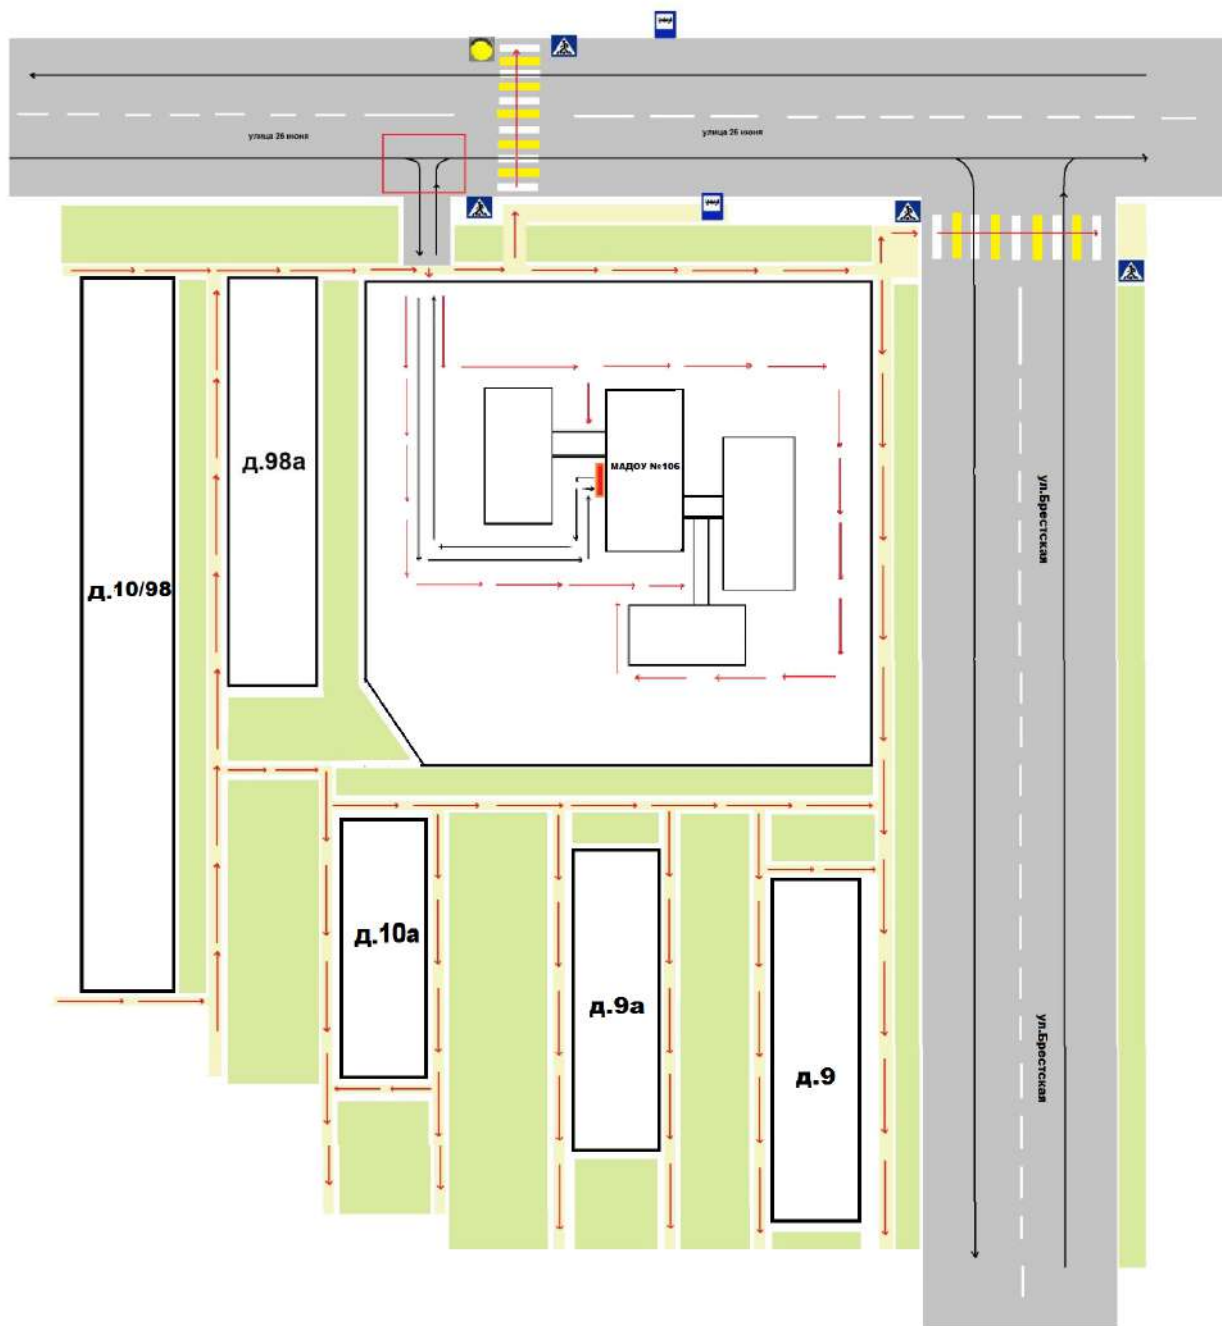 улица 26 июня
улица 26 июня
д.98а
МАДОУ №106
ул.Брестская
д.10/98
д.10а
д.9а
д.9
ул.Брестская